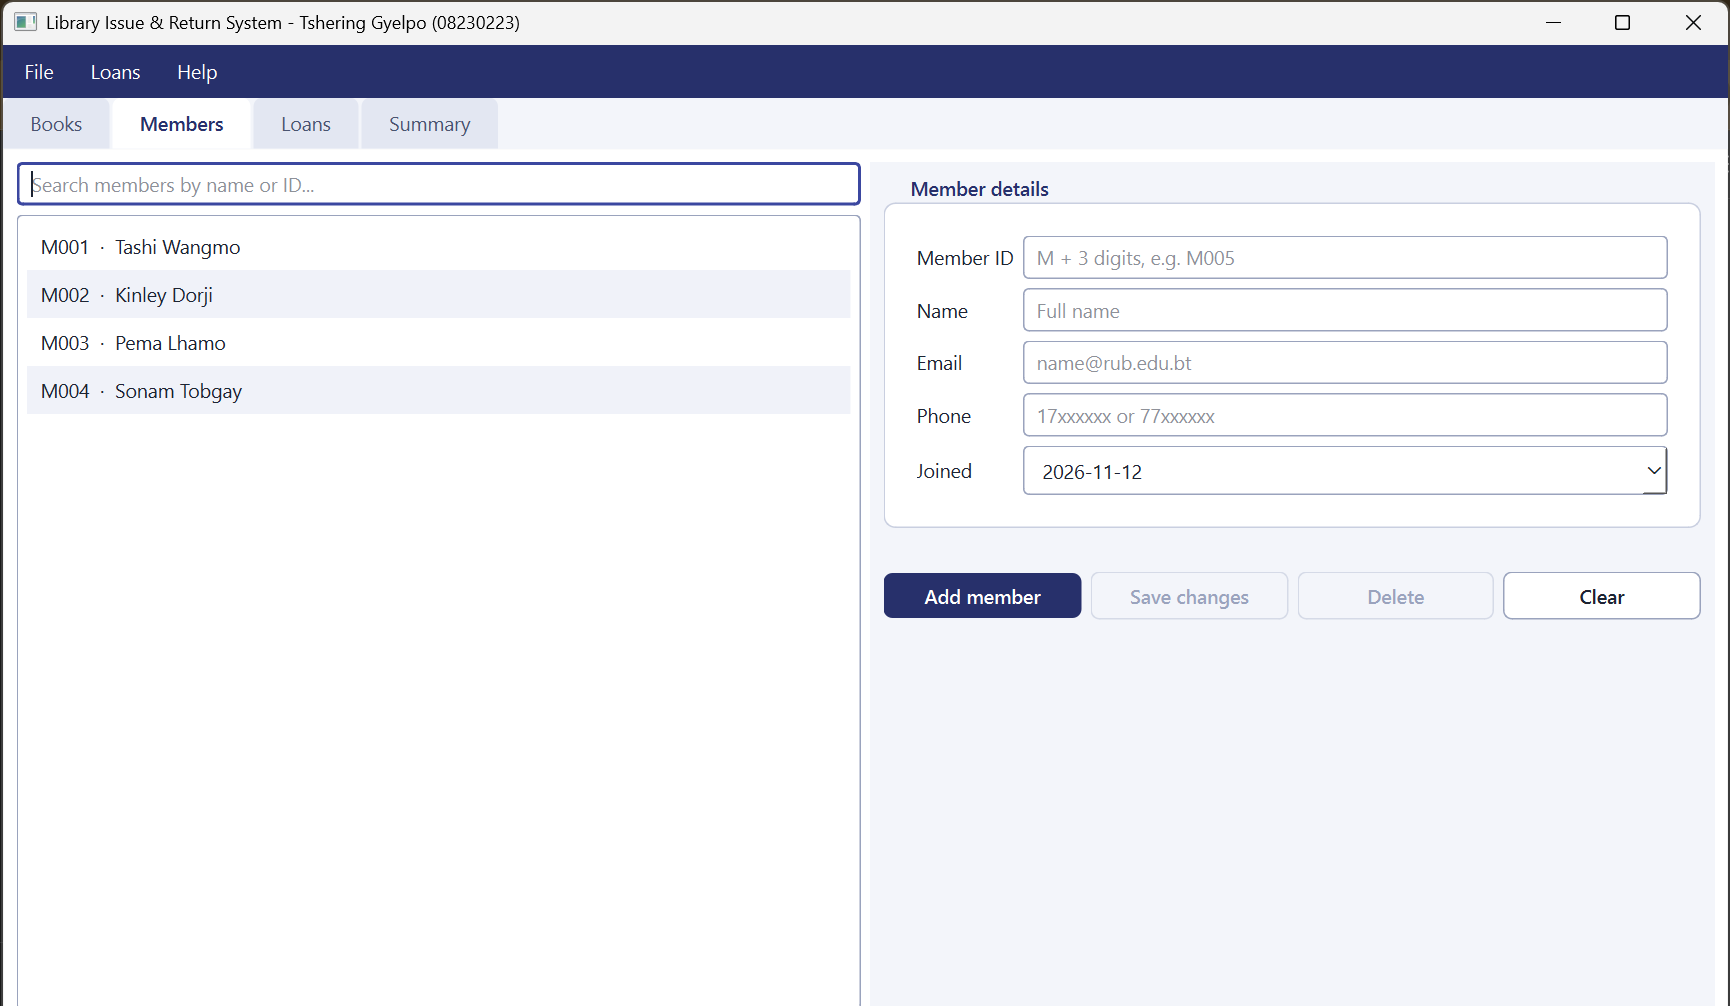 Library Issue & Return System - Tshering Gyelpo (08230223)
File Loans Help
Books Members Loans Summary
Search members by name or ID...
M001 · Tashi Wangmo
M002 · Kinley Dorji
M003 · Pema Lhamo
M004 · Sonam Tobgay
Member details
Member ID M + 3 digits, e.g. M005
Name Full name
Email name@rub.edu.bt
Phone 17xxxxxx or 77xxxxxx
Joined 2026-11-12
Add member Save changes Delete Clear